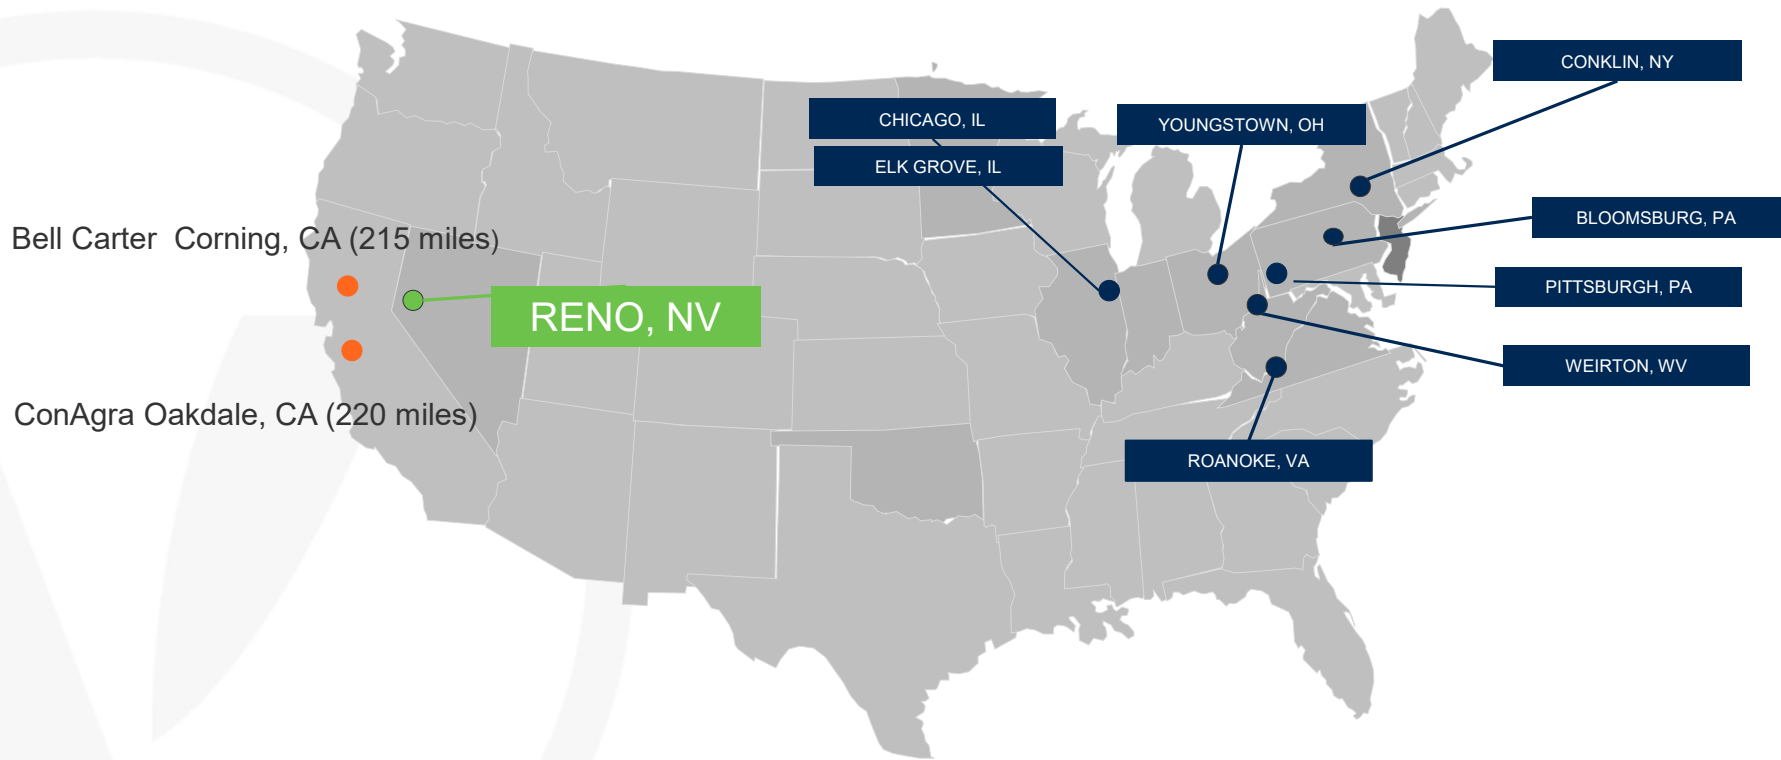 CONKLIN, NY
CHICAGO, IL
YOUNGSTOWN, OH
ELK GROVE, IL
BLOOMSBURG, PA
Bell Carter  Corning, CA (215 miles)
PITTSBURGH, PA
RENO, NV
WEIRTON, WV
ConAgra Oakdale, CA (220 miles)
ROANOKE, VA